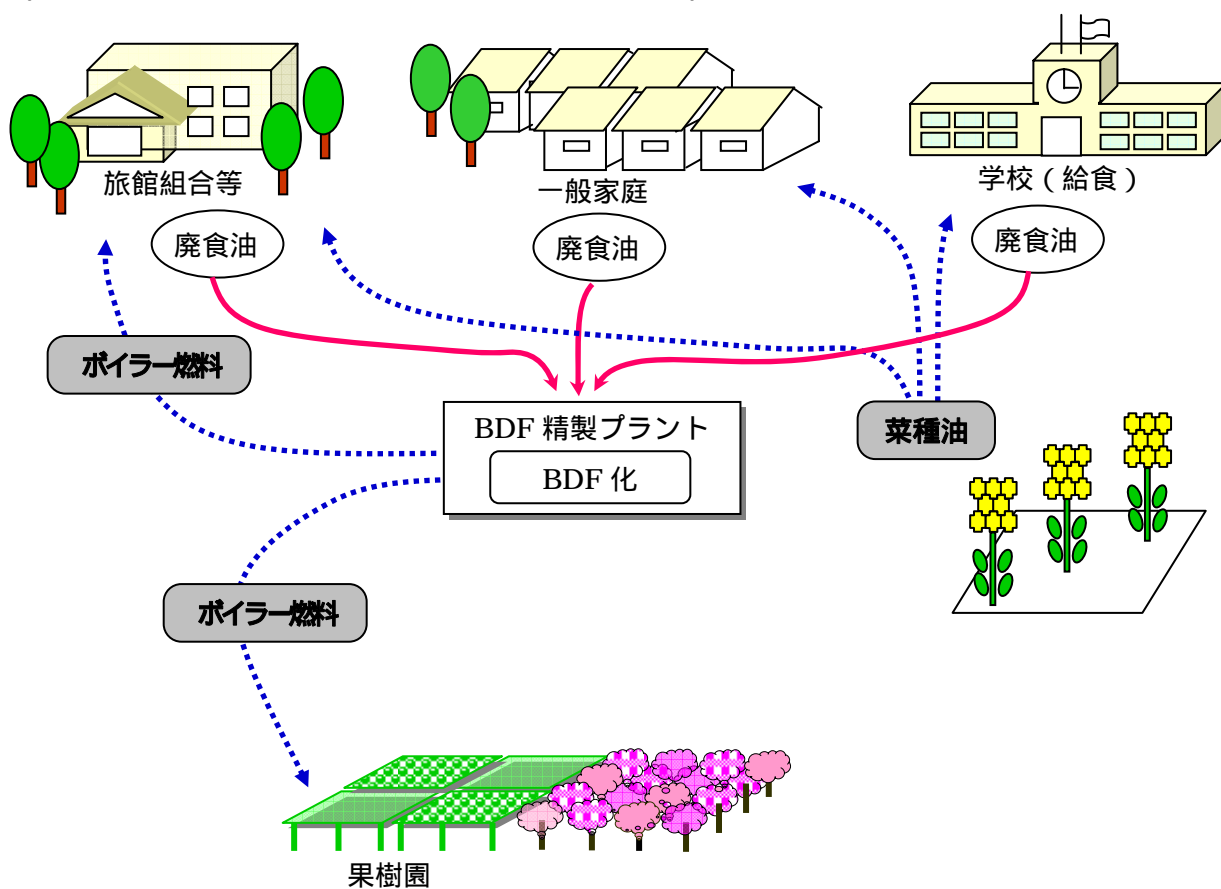 旅館組合等
一般家庭
学校（給食）
廃食油
廃食油
廃食油
ボイラー燃料
菜種油
BDF 精製プラント
BDF 化
ボイラー燃料
果樹園